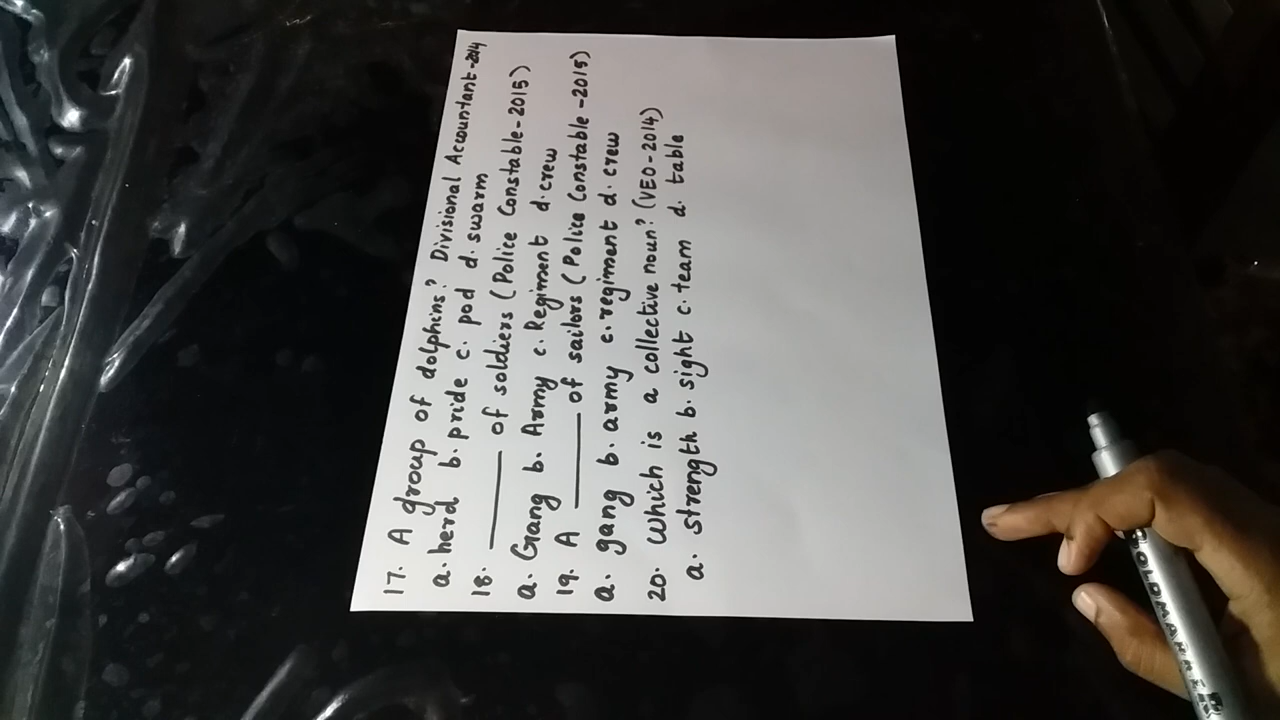 17. A group of dolphins? Divisional Accountant-2014
a. herd b. pride c. pod d. swarm
18. ______ of soldiers (Police Constable-2015)
a. Gang b. Army c. Regiment d. crew
19. A ______ of sailors (Police Constable-2015)
a. gang b. army c. regiment d. crew
20. Which is a collective noun? (VEO-2014)
a. strength b. sight c. team d. table